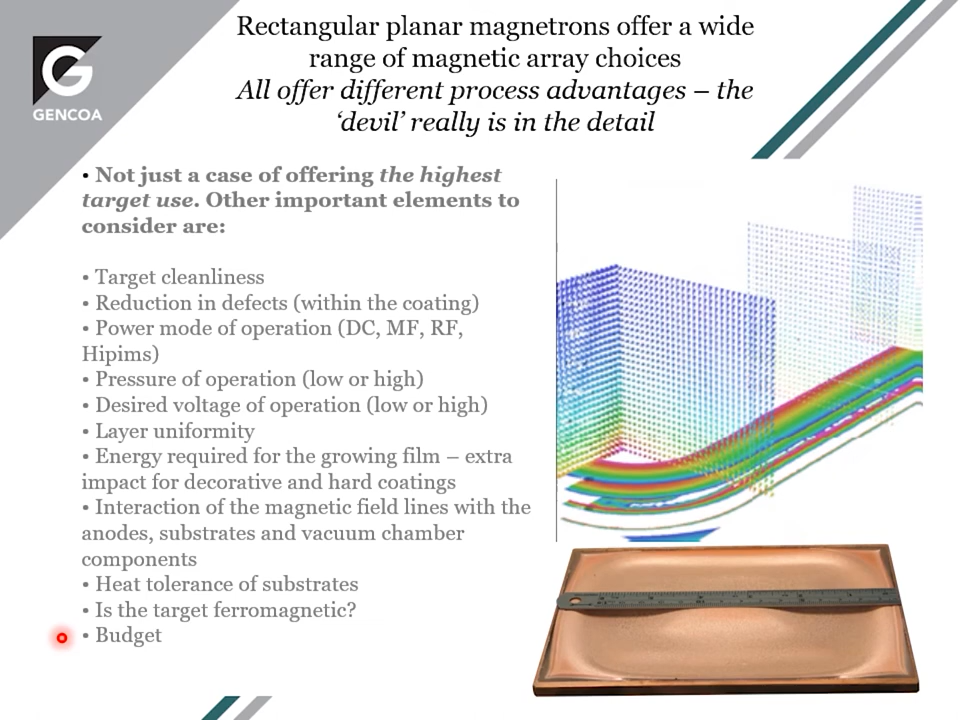 Rectangular planar magnetrons offer a wide
range of magnetic array choices
All offer different process advantages – the
‘devil’ really is in the detail
GENCOA
• Not just a case of offering the highest
target use. Other important elements to
consider are:
• Target cleanliness
• Reduction in defects (within the coating)
• Power mode of operation (DC, MF, RF,
Hipims)
• Pressure of operation (low or high)
• Desired voltage of operation (low or high)
• Layer uniformity
• Energy required for the growing film – extra
impact for decorative and hard coatings
• Interaction of the magnetic field lines with the
anodes, substrates and vacuum chamber
components
• Heat tolerance of substrates
• Is the target ferromagnetic?
• Budget